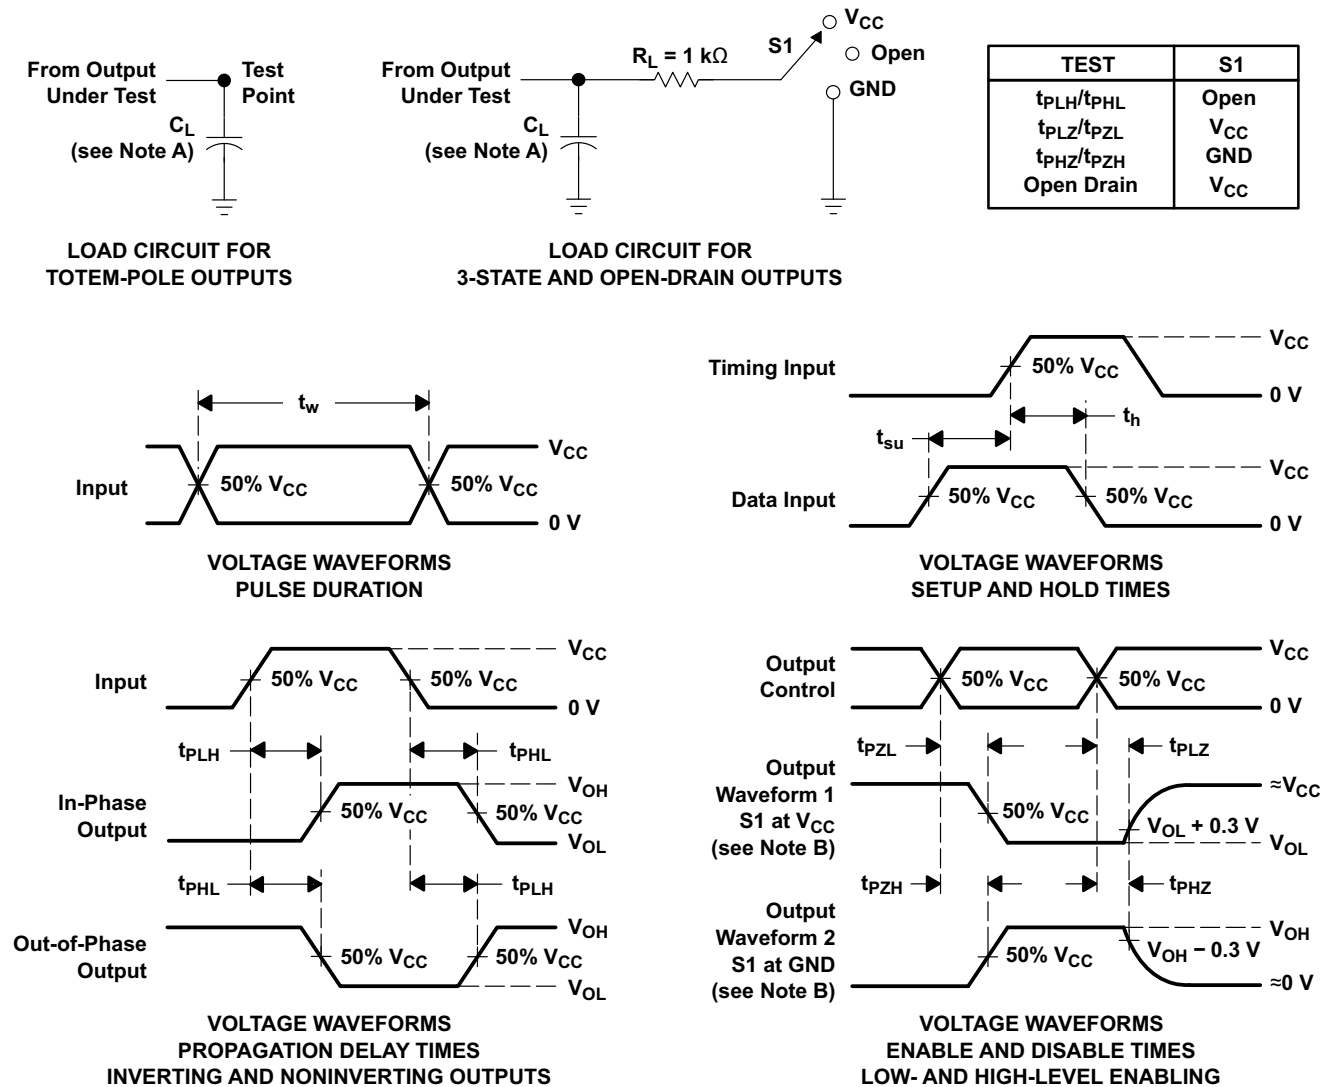 From Output
Under Test
Test
Point
CL
(see Note A)
LOAD CIRCUIT FOR
TOTEM-POLE OUTPUTS
From Output
Under Test
RL = 1 kΩ
S1
VCC
Open
GND
CL
(see Note A)
LOAD CIRCUIT FOR
3-STATE AND OPEN-DRAIN OUTPUTS
TEST S1
tPLH/tPHL Open
tPLZ/tPZL VCC
tPHZ/tPZH GND
Open Drain VCC
tw
Input
50% VCC
50% VCC
VCC
0 V
VOLTAGE WAVEFORMS
PULSE DURATION
Timing Input
50% VCC
VCC
0 V
th
tsu
Data Input
50% VCC
50% VCC
VCC
0 V
VOLTAGE WAVEFORMS
SETUP AND HOLD TIMES
Input
50% VCC
50% VCC
VCC
0 V
tPLH
tPHL
In-Phase
Output
50% VCC
50% VCC
VOH
VOL
tPHL
tPLH
Out-of-Phase
Output
50% VCC
50% VCC
VOH
VOL
VOLTAGE WAVEFORMS
PROPAGATION DELAY TIMES
INVERTING AND NONINVERTING OUTPUTS
Output
Control
50% VCC
50% VCC
VCC
0 V
tPZL
tPLZ
Output
Waveform 1
S1 at VCC
(see Note B)
50% VCC
VOL + 0.3 V
≈VCC
VOL
tPZH
tPHZ
Output
Waveform 2
S1 at GND
(see Note B)
50% VCC
VOH − 0.3 V
VOH
≈0 V
VOLTAGE WAVEFORMS
ENABLE AND DISABLE TIMES
LOW- AND HIGH-LEVEL ENABLING